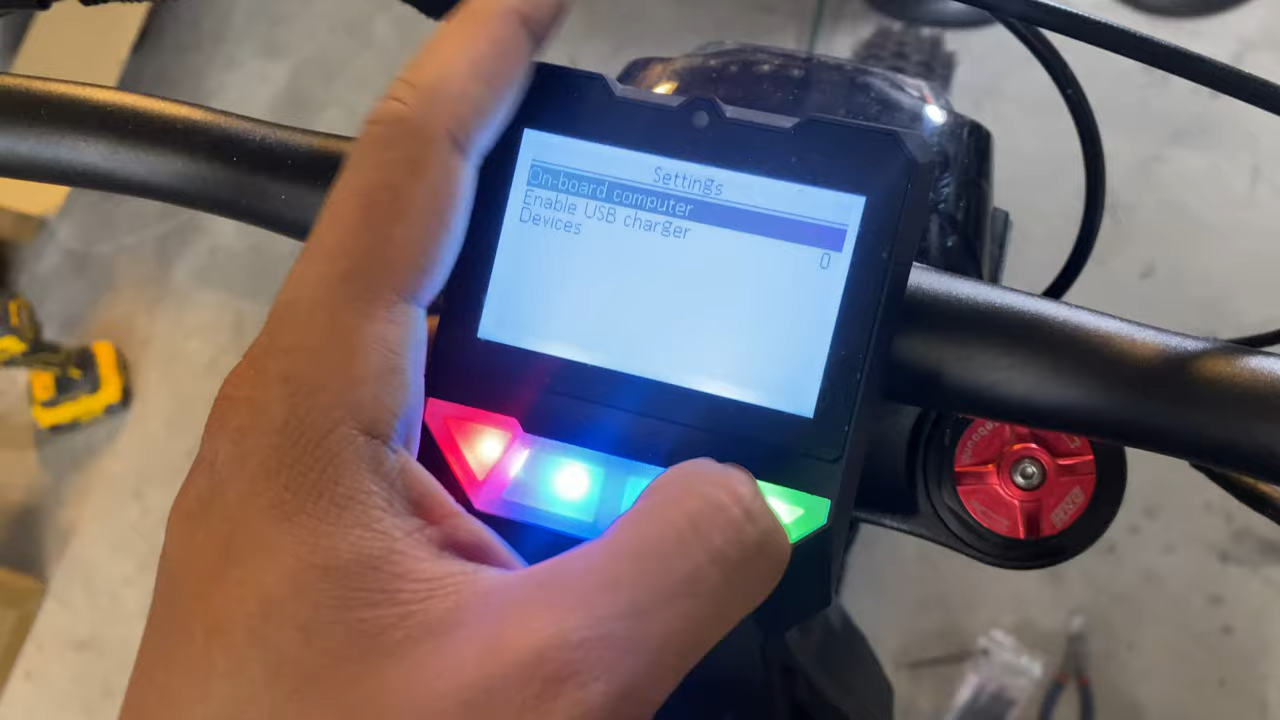 Settings
On-board computer
Enable USB charger
0
Devices